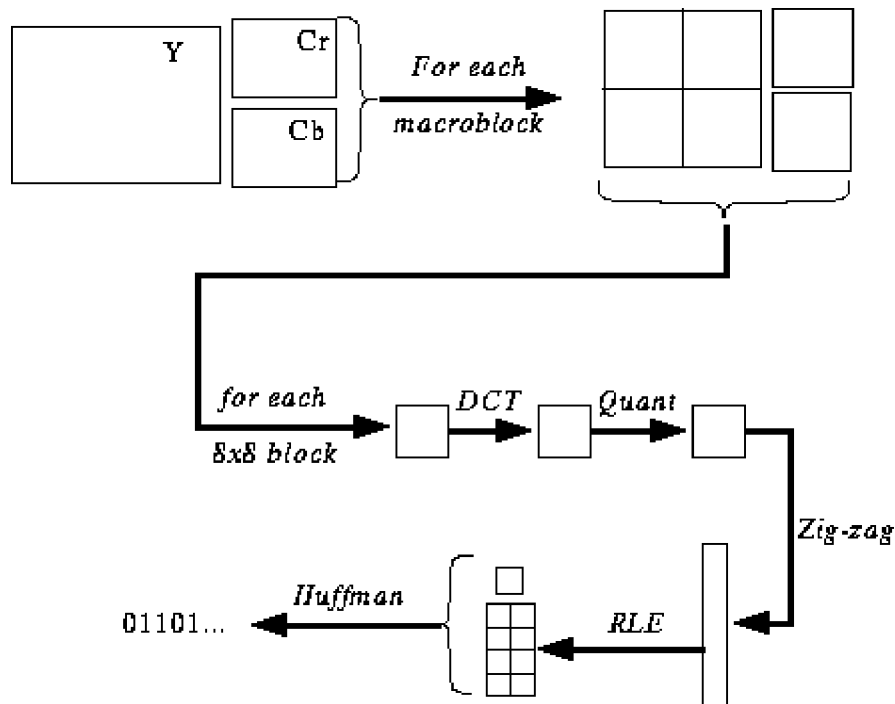 Y
Cr
Cb
For each
macroblock
for each
8x8 block
DCT
Quant
Zig-zag
RLE
Huffman
01101...